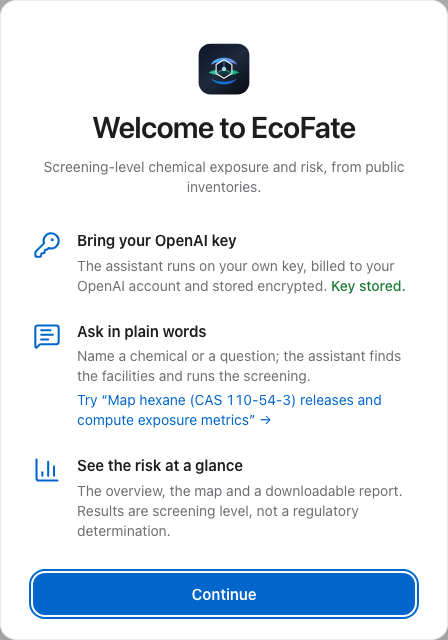 Welcome to EcoFate
Screening-level chemical exposure and risk, from public
inventories.
Bring your OpenAI key
The assistant runs on your own key, billed to your
OpenAI account and stored encrypted. Key stored.
Ask in plain words
Name a chemical or a question; the assistant finds
the facilities and runs the screening.
Try “Map hexane (CAS 110-54-3) releases and
compute exposure metrics” →
See the risk at a glance
The overview, the map and a downloadable report.
Results are screening level, not a regulatory
determination.
Continue